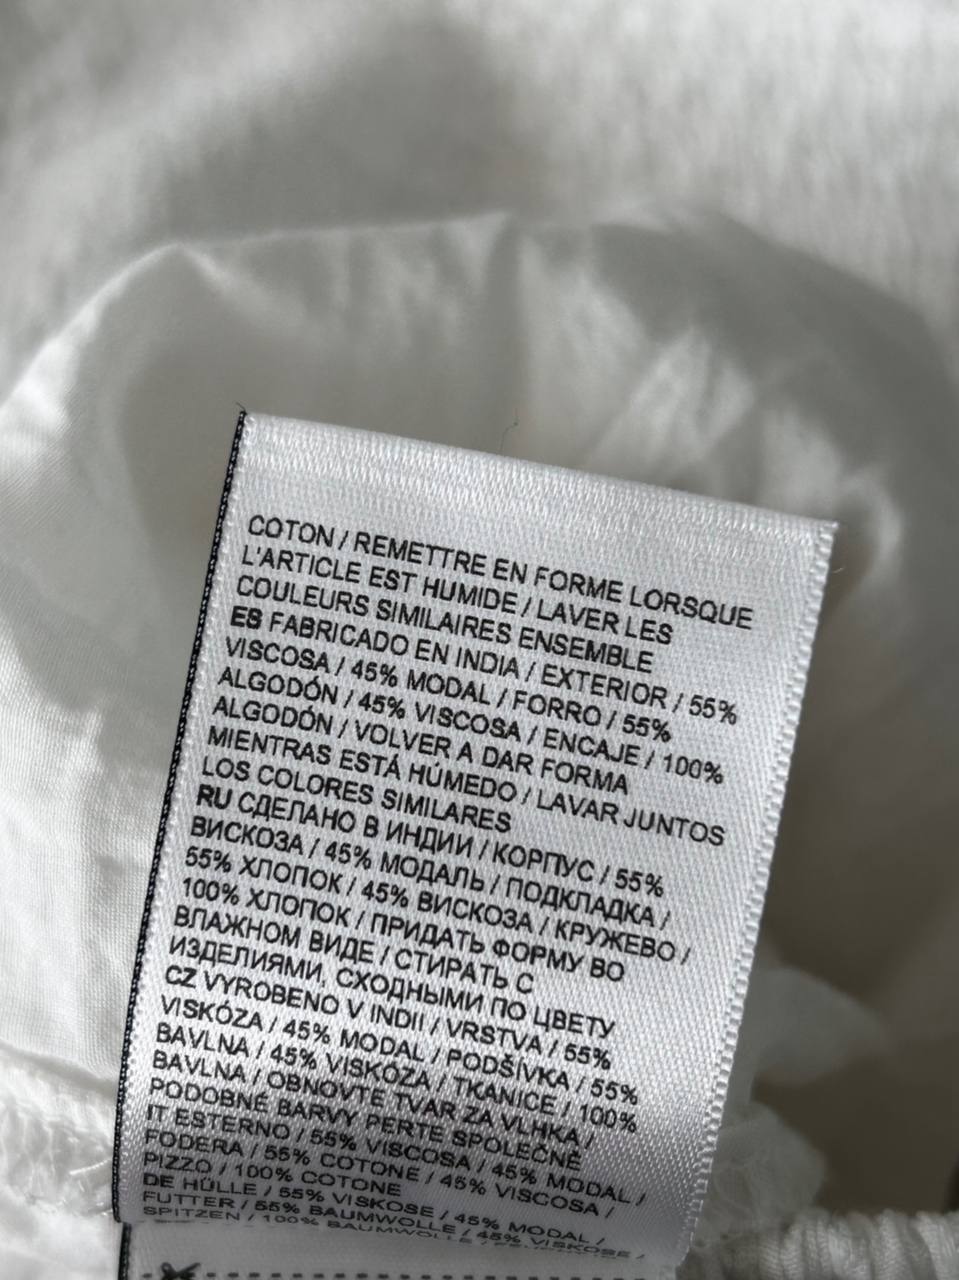 COTON / REMETTRE EN FORME LORSQUE
L'ARTICLE EST HUMIDE / LAVER LES
COULEURS SIMILAIRES ENSEMBLE
ES FABRICADO EN INDIA / EXTERIOR / 55%
VISCOSA / 45% MODAL / FORRO / 55%
ALGODÓN / 45% VISCOSA / ENCAJE / 100%
ALGODÓN / VOLVER A DAR FORMA
MIENTRAS ESTÁ HÚMEDO / LAVAR JUNTOS
LOS COLORES SIMILARES
RU СДЕЛАНО В ИНДИИ / КОРПУС / 55%
ВИСКОЗА / 45% МОДАЛЬ / ПОДКЛАДКА /
55% ХЛОПОК / 45% ВИСКОЗА / КРУЖЕВО /
100% ХЛОПОК / ПРИДАТЬ ФОРМУ ВО
ВЛАЖНОМ ВИДЕ / СТИРАТЬ С
ИЗДЕЛИЯМИ, СХОДНЫМИ ПО ЦВЕТУ
CZ VYROBENO V INDII / VRSTVA / 55%
VISKÓZA / 45% MODAL / PODŠÍVKA / 55%
BAVLNA / 45% VISKÓZA / TKANICE / 100%
BAVLNA / OBNOVTE TVAR ZA VLHKA /
PODOBNÉ BARVY PERTE SPOLEČNĚ
IT ESTERNO / 55% VISCOSA / 45% MODAL /
FODERA / 55% COTONE / 45% VISCOSA /
PIZZO / 100% COTONE
DE HÜLLE / 55% VISKOSE / 45% MODAL /
FUTTER / 55% BAUMWOLLE / 45% VISKOSE /
SPITZEN / 100% BAUMWOLLE /